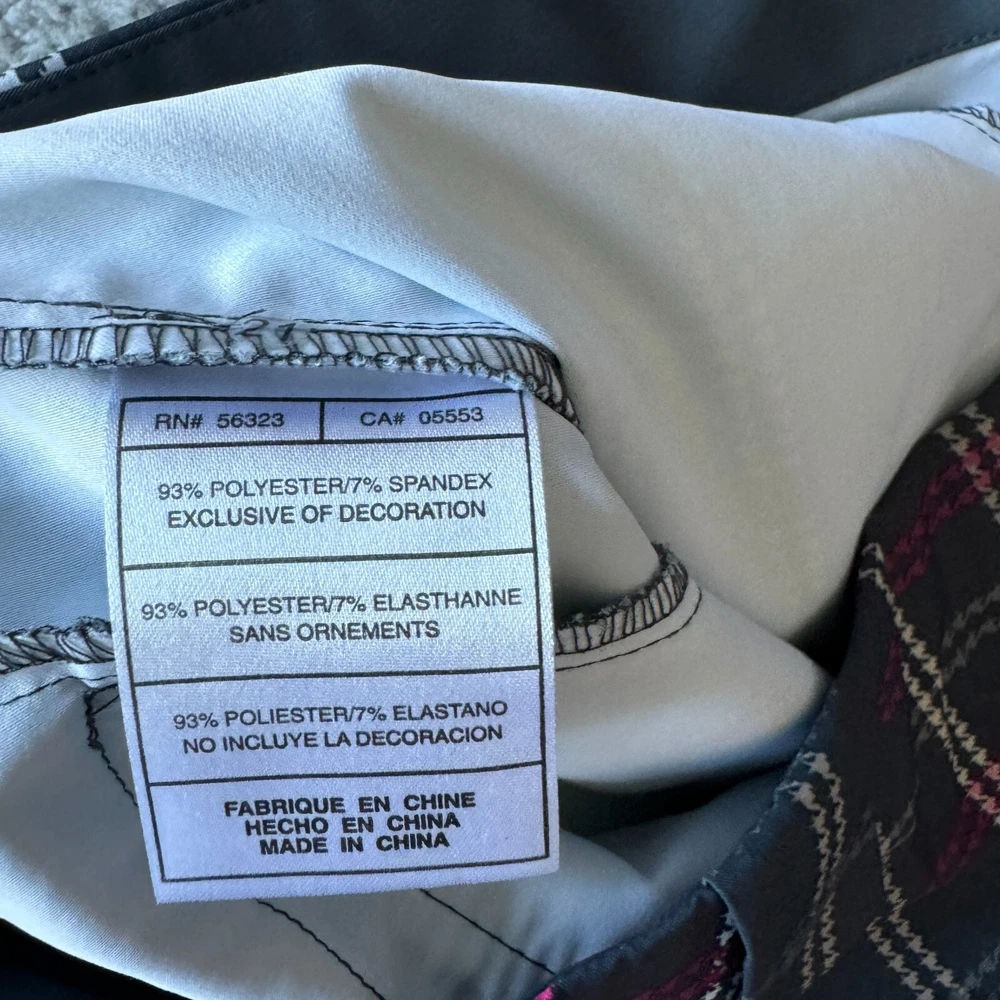 RN# 56323 CA# 05553
93% POLYESTER/7% SPANDEX
EXCLUSIVE OF DECORATION
93% POLYESTER/7% ELASTHANNE
SANS ORNEMENTS
93% POLIESTER/7% ELASTANO
NO INCLUYE LA DECORACION
FABRIQUE EN CHINE
HECHO EN CHINA
MADE IN CHINA